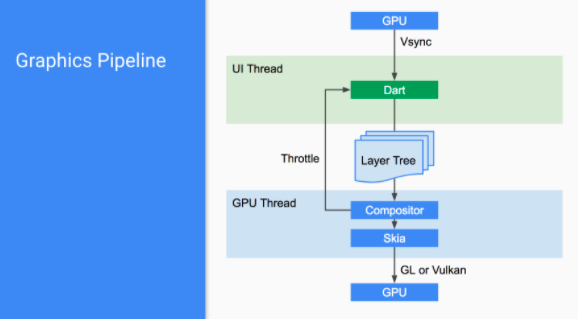 Graphics Pipeline
GPU
Vsync
UI Thread
Dart
Throttle
Layer Tree
GPU Thread
Compositor
Skia
GL or Vulkan
GPU